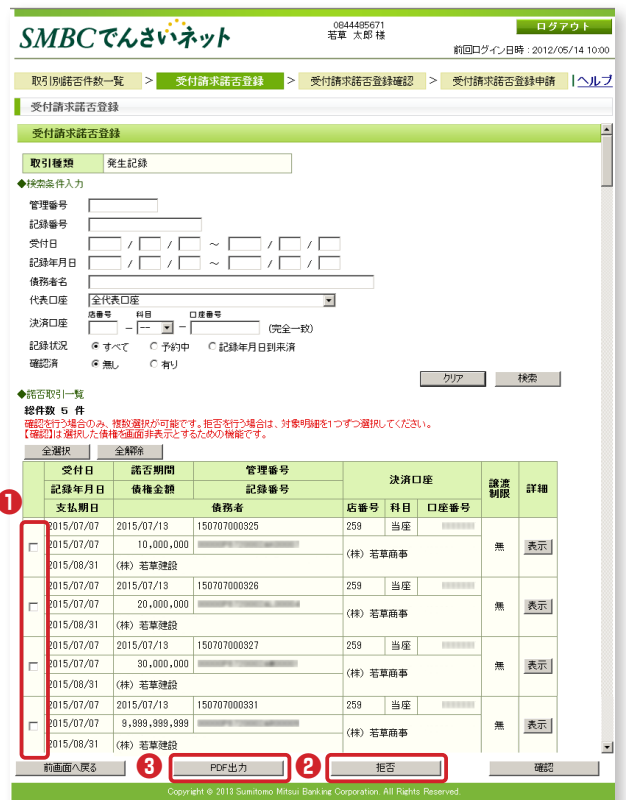 SMBCでんさいネット
0844485671
若草 太郎 様
ログアウト
前回ログイン日時：2012/05/14 10:00
取引別諾否件数一覧 > 受付請求諾否登録 > 受付請求諾否登録確認 > 受付請求諾否登録申請 | ヘルプ
受付請求諾否登録
受付請求諾否登録
取引種類 発生記録
◆検索条件入力
管理番号
記録番号
受付日 / / ～ / /
記録年月日 / / ～ / /
債務者名
代表口座 全代表口座
店番号 科目 口座番号
決済口座 － -- － (完全一致)
記録状況 すべて 予約中 記録年月日到来済
確認済 無し 有り
クリア 検索
◆諾否取引一覧
総件数 5 件
確認を行う場合のみ、複数選択が可能です。拒否を行う場合は、対象明細を1つずつ選択してください。
【確認】は選択した債権を画面非表示とするための機能です。
全選択 全解除
受付日 諾否期間 管理番号 決済口座 譲渡制限 詳細
記録年月日 債権金額 記録番号
支払期日 債務者 店番号 科目 口座番号
1
2015/07/07 2015/07/13 150707000325 259 当座
2015/07/07 10,000,000 (株) 若草商事 無 表示
2015/08/31 (株) 若草建設
2015/07/07 2015/07/13 150707000326 259 当座
2015/07/07 20,000,000 (株) 若草商事 無 表示
2015/08/31 (株) 若草建設
2015/07/07 2015/07/13 150707000327 259 当座
2015/07/07 30,000,000 (株) 若草商事 無 表示
2015/08/31 (株) 若草建設
2015/07/07 2015/07/13 150707000331 259 当座
2015/07/07 9,999,999,999 (株) 若草商事 無 表示
2015/08/31 (株) 若草建設
前画面へ戻る 3 PDF出力 2 拒否 確認
Copyright © 2013 Sumitomo Mitsui Banking Corporation. All Rights Reserved.